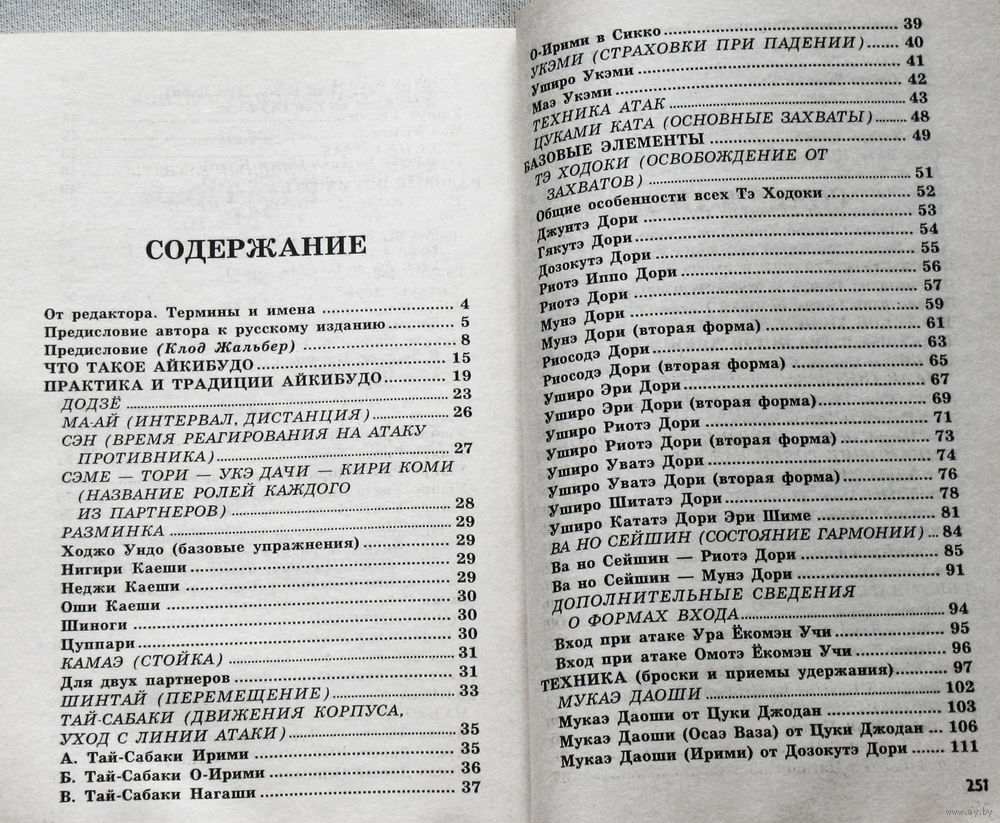 СОДЕРЖАНИЕ
От редактора. Термины и имена ........ 4
Предисловие автора к русскому изданию ........ 5
Предисловие (Клод Жальбер) ........ 8
ЧТО ТАКОЕ АЙКИБУДО ........ 15
ПРАКТИКА И ТРАДИЦИИ АЙКИБУДО ........ 19
ДОДЗЁ ........ 23
МА-АЙ (ИНТЕРВАЛ, ДИСТАНЦИЯ) ........ 26
СЭН (ВРЕМЯ РЕАГИРОВАНИЯ НА АТАКУ
ПРОТИВНИКА) ........ 27
СЭМЕ — ТОРИ — УКЭ ДАЧИ — КИРИ КОМИ
(НАЗВАНИЕ РОЛЕЙ КАЖДОГО
ИЗ ПАРТНЕРОВ) ........ 28
РАЗМИНКА ........ 29
Ходжо Ундо (базовые упражнения) ........ 29
Нигири Каеши ........ 29
Неджи Каеши ........ 29
Оши Каеши ........ 30
Шиноги ........ 30
Цуппари ........ 30
КАМАЭ (СТОЙКА) ........ 31
Для двух партнеров ........ 31
ШИНТАЙ (ПЕРЕМЕЩЕНИЕ) ........ 33
ТАЙ-САБАКИ (ДВИЖЕНИЯ КОРПУСА,
УХОД С ЛИНИИ АТАКИ) ........ 35
А. Тай-Сабаки Ирими ........ 35
Б. Тай-Сабаки О-Ирими ........ 36
В. Тай-Сабаки Нагаши ........ 37
О-Ирими в Сикко ........ 39
УКЭМИ (СТРАХОВКИ ПРИ ПАДЕНИИ) ........ 40
Уширо Укэми ........ 41
Маэ Укэми ........ 42
ТЕХНИКА АТАК ........ 43
ЦУКАМИ КАТА (ОСНОВНЫЕ ЗАХВАТЫ) ........ 48
БАЗОВЫЕ ЭЛЕМЕНТЫ ........ 49
ТЭ ХОДОКИ (ОСВОБОЖДЕНИЕ ОТ
ЗАХВАТОВ) ........ 51
Общие особенности всех Тэ Ходоки ........ 52
Джунтэ Дори ........ 53
Гякутэ Дори ........ 54
Дозокутэ Дори ........ 55
Риотэ Иппо Дори ........ 56
Риотэ Дори ........ 57
Мунэ Дори ........ 59
Мунэ Дори (вторая форма) ........ 61
Риосодэ Дори ........ 63
Риосодэ Дори (вторая форма) ........ 65
Уширо Эри Дори ........ 67
Уширо Эри Дори (вторая форма) ........ 69
Уширо Риотэ Дори ........ 71
Уширо Риотэ Дори (вторая форма) ........ 73
Уширо Уватэ Дори ........ 74
Уширо Уватэ Дори (вторая форма) ........ 76
Уширо Шитатэ Дори ........ 78
Уширо Кататэ Дори Эри Шиме ........ 81
ВА НО СЕЙШИН (СОСТОЯНИЕ ГАРМОНИИ) ... 84
Ва но Сейшин — Риотэ Дори ........ 85
Ва но Сейшин — Мунэ Дори ........ 91
ДОПОЛНИТЕЛЬНЫЕ СВЕДЕНИЯ
О ФОРМАХ ВХОДА ........ 94
Вход при атаке Ура Ёкомэн Учи ........ 95
Вход при атаке Омотэ Ёкомэн Учи ........ 96
ТЕХНИКА (броски и приемы удержания) ........ 97
МУКАЭ ДАОШИ ........ 102
Мукаэ Даоши от Цуки Джодан ........ 103
Мукаэ Даоши (Осаэ Ваза) от Цуки Джодан ... 106
Мукаэ Даоши (Ирими) от Дозокутэ Дори ... 111
251
www.ay.by